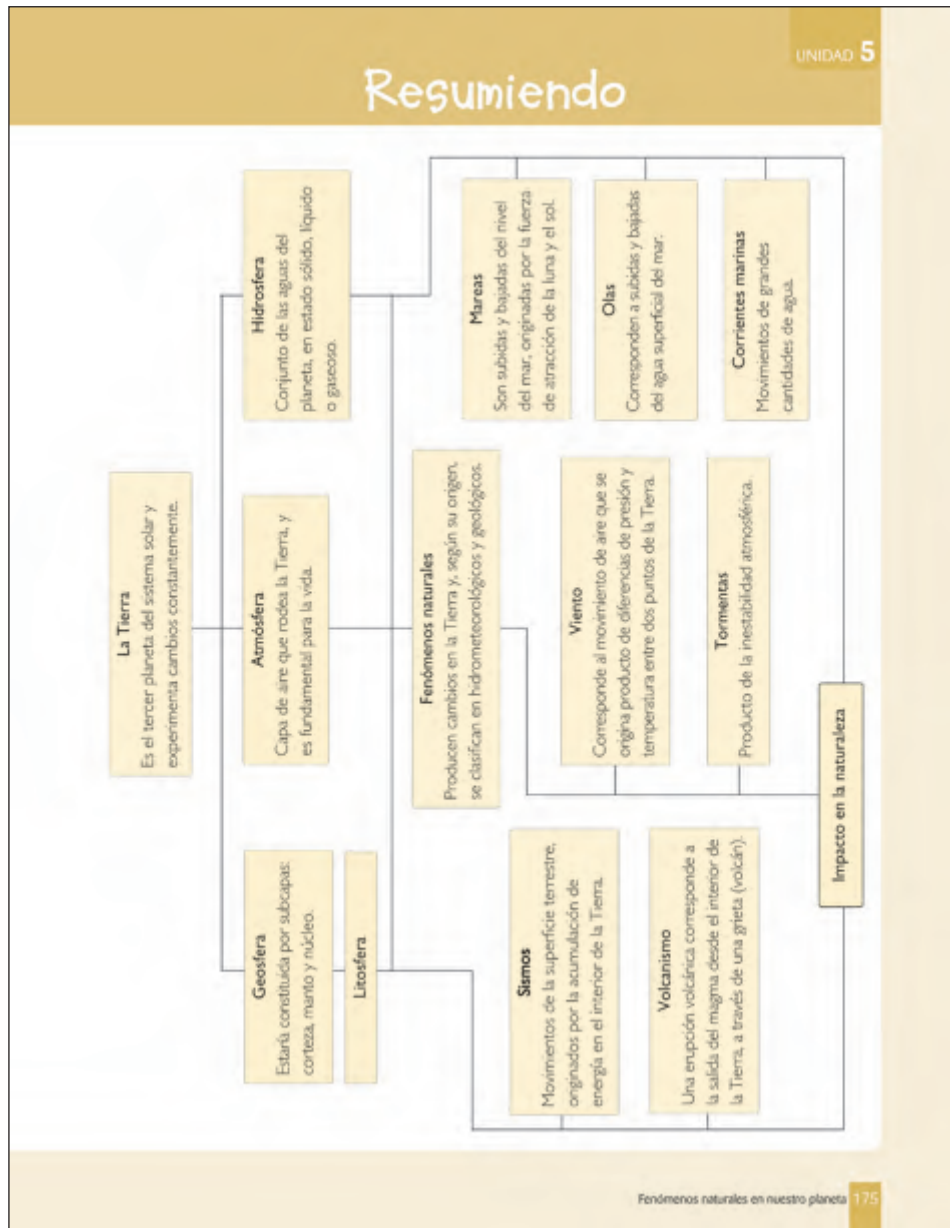 UNIDAD 5
Resumiendo
La Tierra
Es el tercer planeta del sistema solar y
experimenta cambios constantemente.
Geosfera
Estaría constituida por subcapas:
corteza, manto y núcleo.
Litosfera
Atmósfera
Capa de aire que rodea la Tierra, y
es fundamental para la vida.
Hidrosfera
Conjunto de las aguas del
planeta, en estado sólido, líquido
o gaseoso.
Fenómenos naturales
Producen cambios en la Tierra y, según su origen,
se clasifican en hidrometeorológicos y geológicos.
Sismos
Movimientos de la superficie terrestre,
originados por la acumulación de
energía en el interior de la Tierra.
Volcanismo
Una erupción volcánica corresponde a
la salida del magma desde el interior de
la Tierra, a través de una grieta (volcán).
Viento
Corresponde al movimiento de aire que se
origina producto de diferencias de presión y
temperatura entre dos puntos de la Tierra.
Tormentas
Producto de la inestabilidad atmosférica.
Mareas
Son subidas y bajadas del nivel
del mar, originadas por la fuerza
de atracción de la luna y el sol.
Olas
Corresponden a subidas y bajadas
del agua superficial del mar.
Corrientes marinas
Movimientos de grandes
cantidades de agua.
Impacto en la naturaleza
Fenómenos naturales en nuestro planeta 175